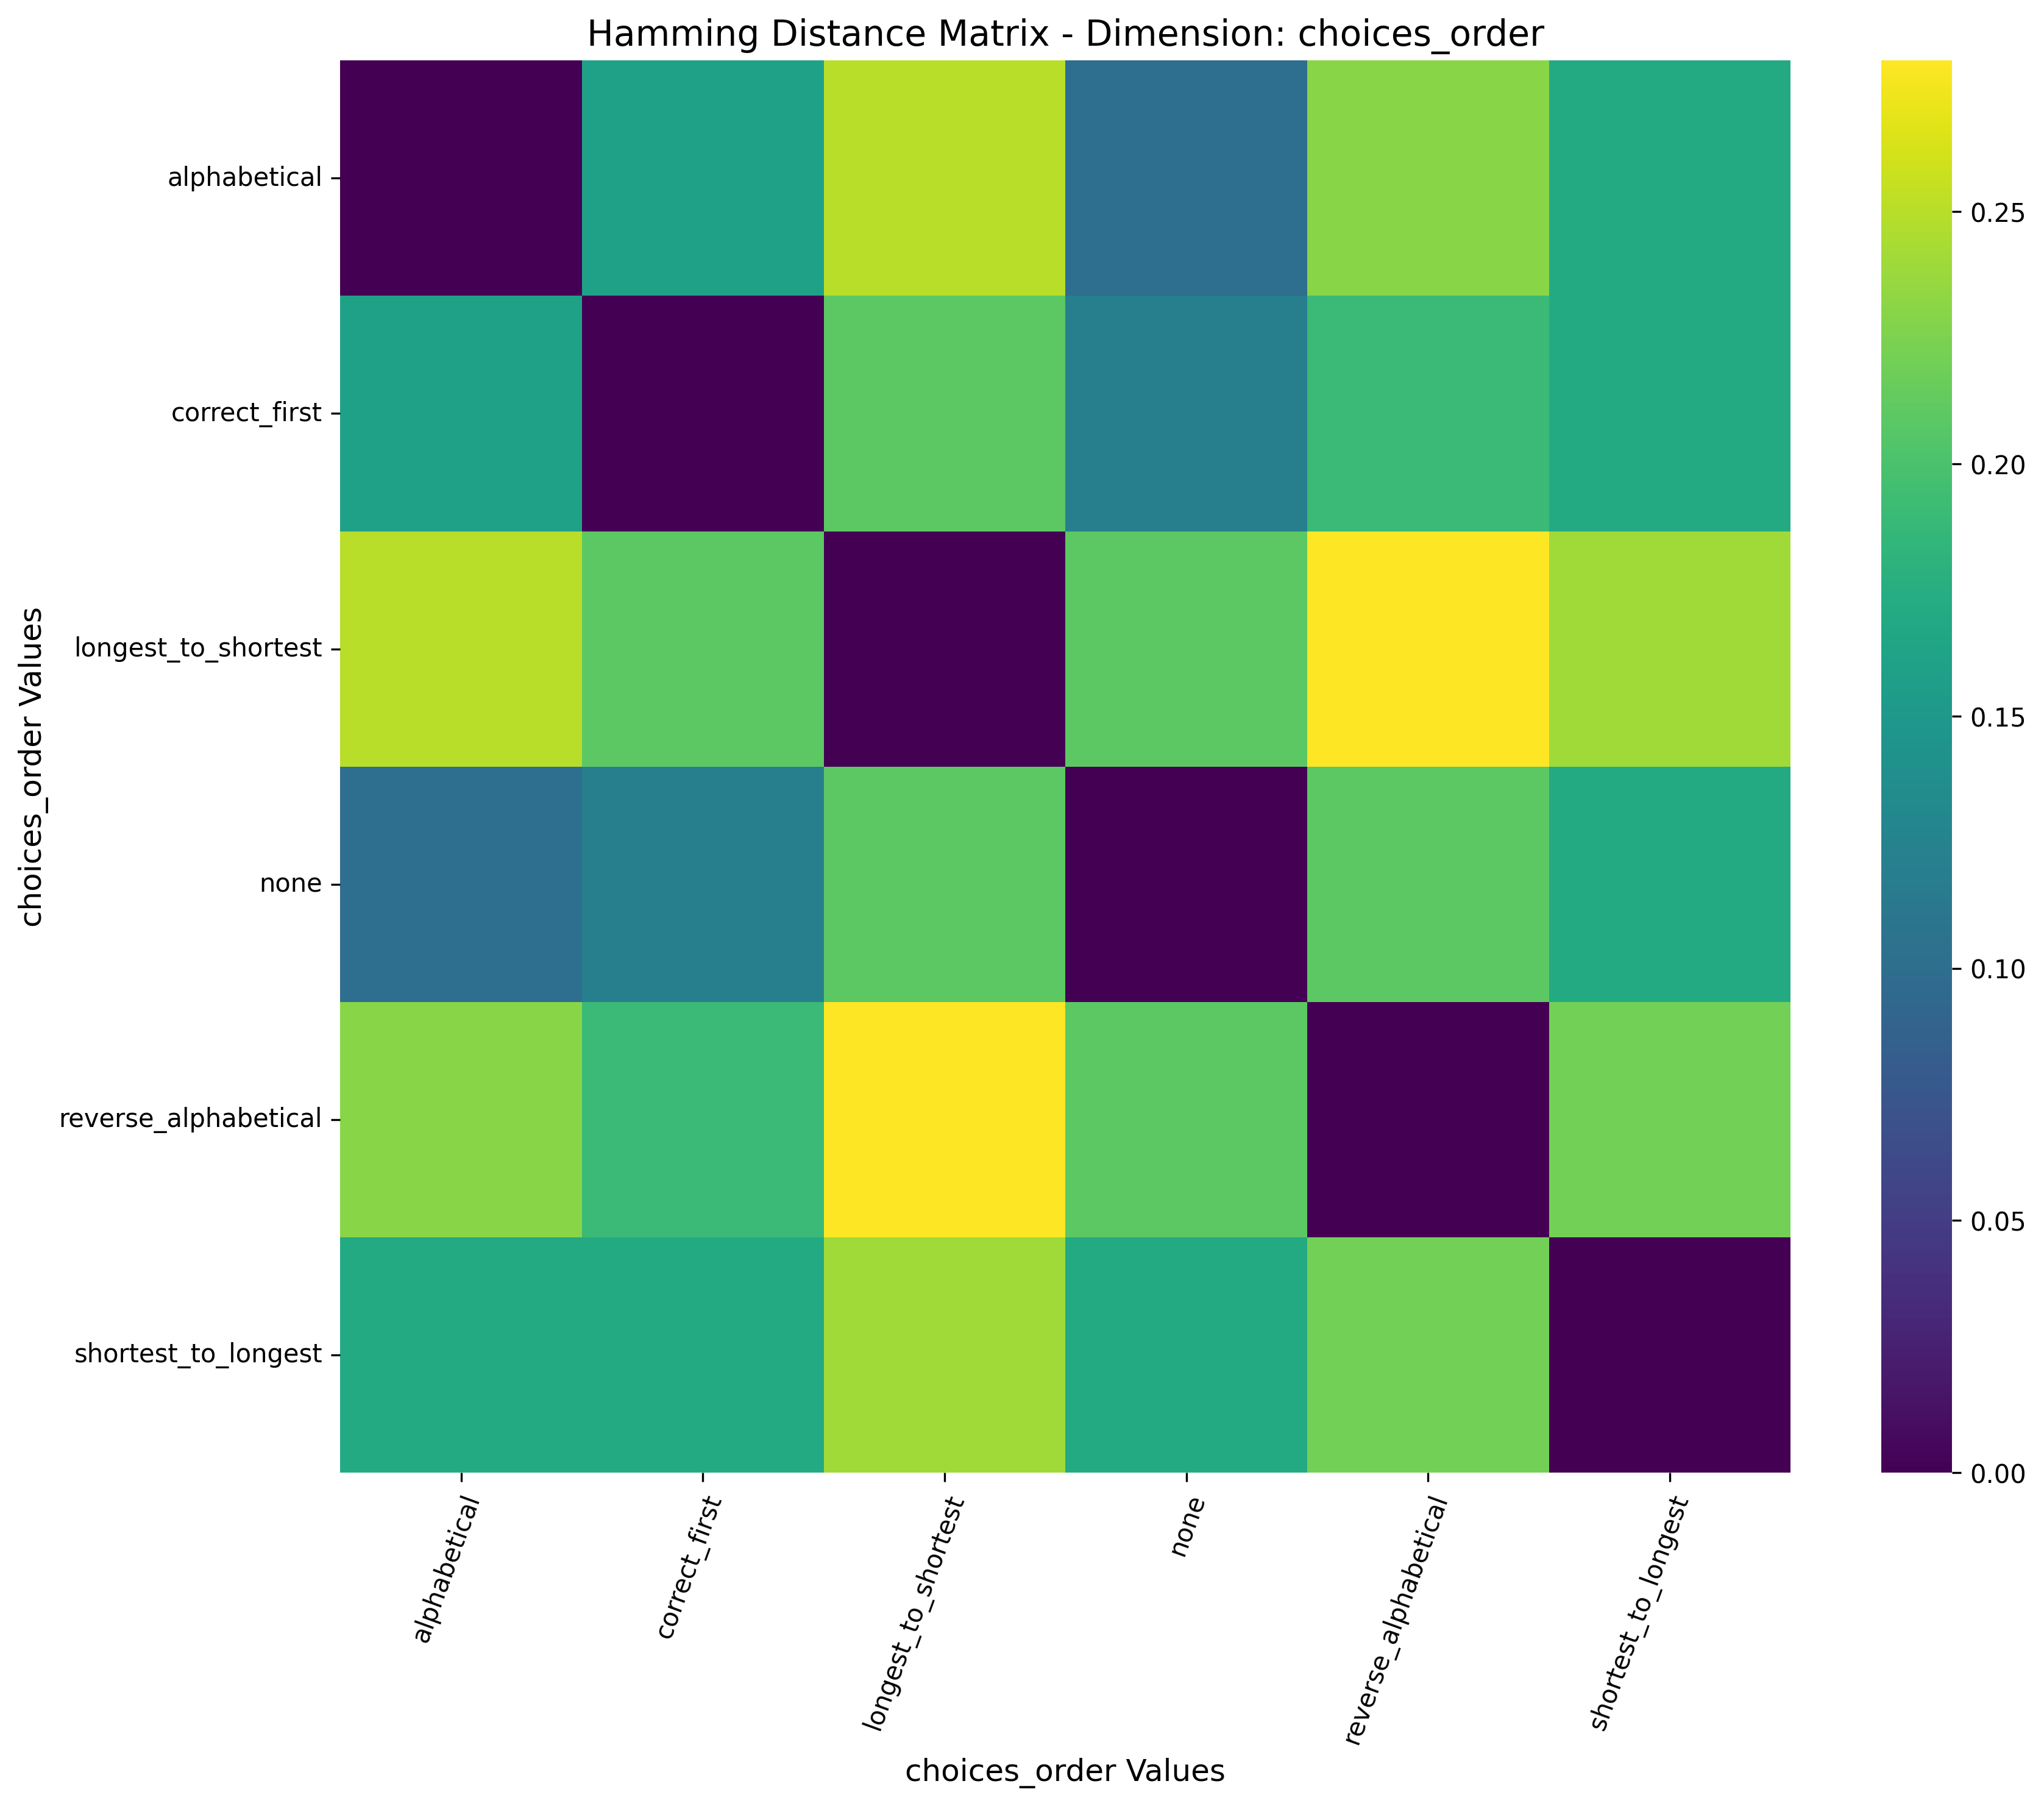 Hamming Distance Matrix - Dimension: choices_order
choices_order Values
alphabetical
correct_first
longest_to_shortest
none
reverse_alphabetical
shortest_to_longest
alphabetical
correct_first
longest_to_shortest
none
reverse_alphabetical
shortest_to_longest
choices_order Values
0.25
0.20
0.15
0.10
0.05
0.00